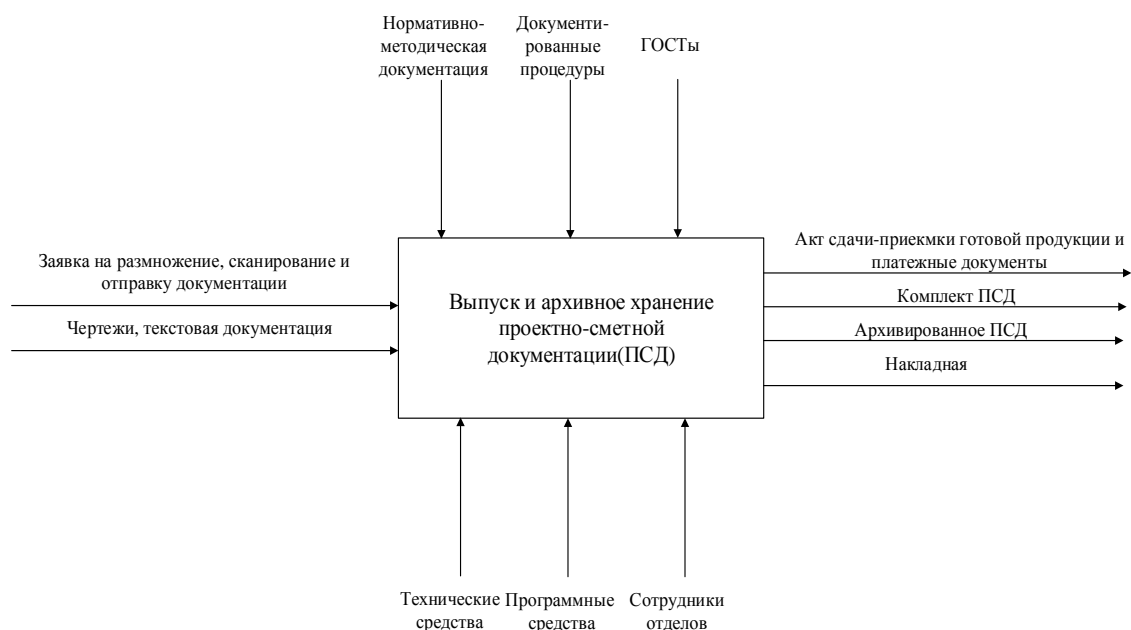 Нормативно-
методическая
документация
Документи-
рованные
процедуры
ГОСТы
Заявка на размножение, сканирование и
отправку документации
Чертежи, текстовая документация
Выпуск и архивное хранение
проектно-сметной
документации(ПСД)
Акт сдачи-приекмки готовой продукции и
платежные документы
Комплект ПСД
Архивированное ПСД
Накладная
Технические
средства
Программные
средства
Сотрудники
отделов